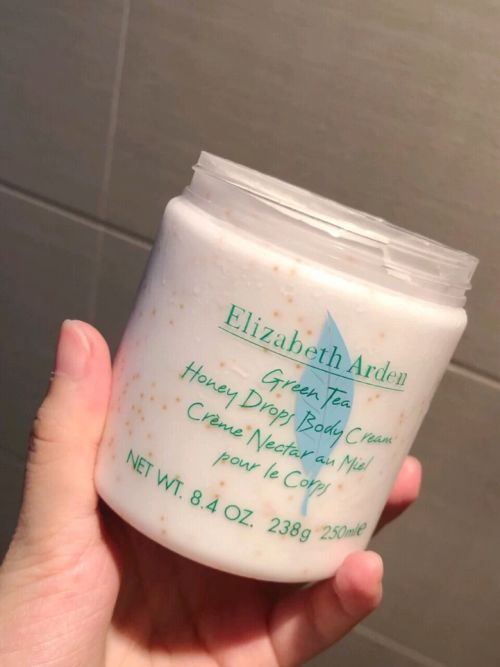 Elizabeth Arden
Green Tea
Honey Drops Body Cream
Crème Nectar au Miel
pour le Corps
NET WT. 8.4 OZ. 238g 250ml℮